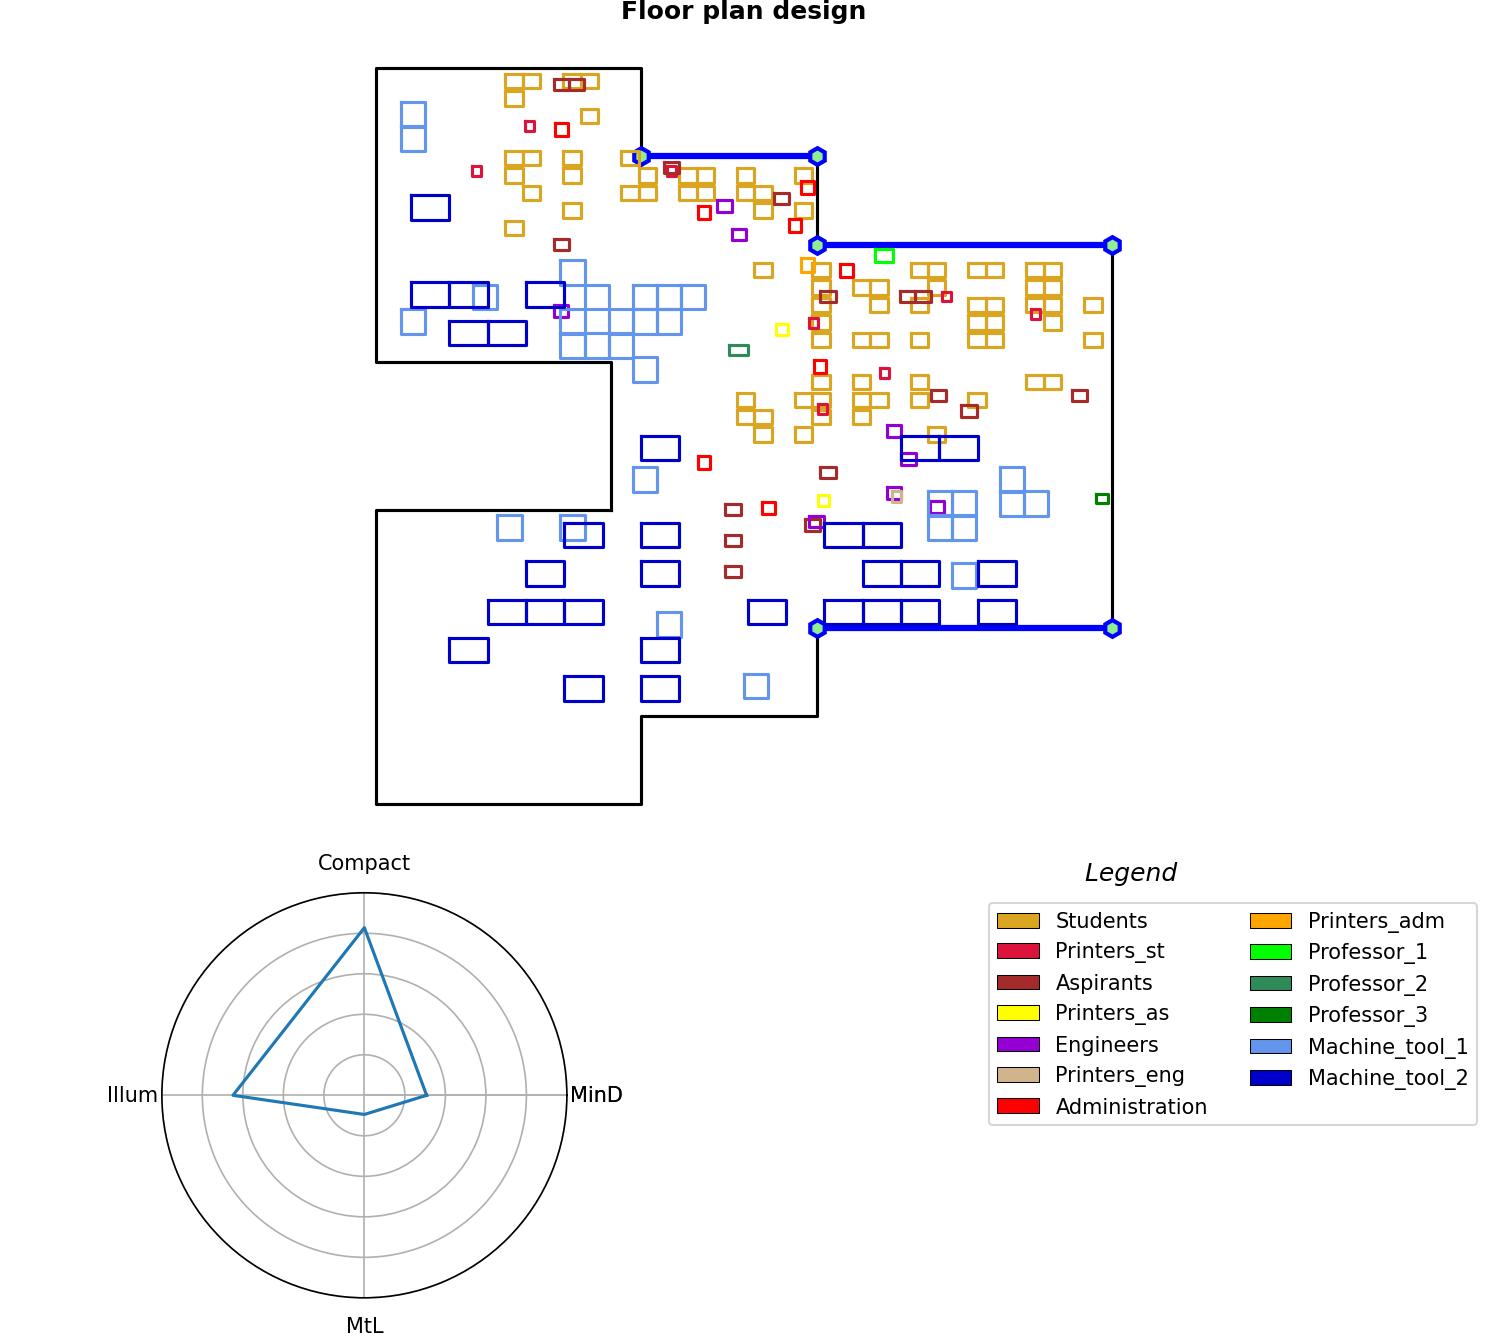 Floor plan design
Compact
Illum
MinD
MtL
Legend
Students
Printers_st
Aspirants
Printers_as
Engineers
Printers_eng
Administration
Printers_adm
Professor_1
Professor_2
Professor_3
Machine_tool_1
Machine_tool_2